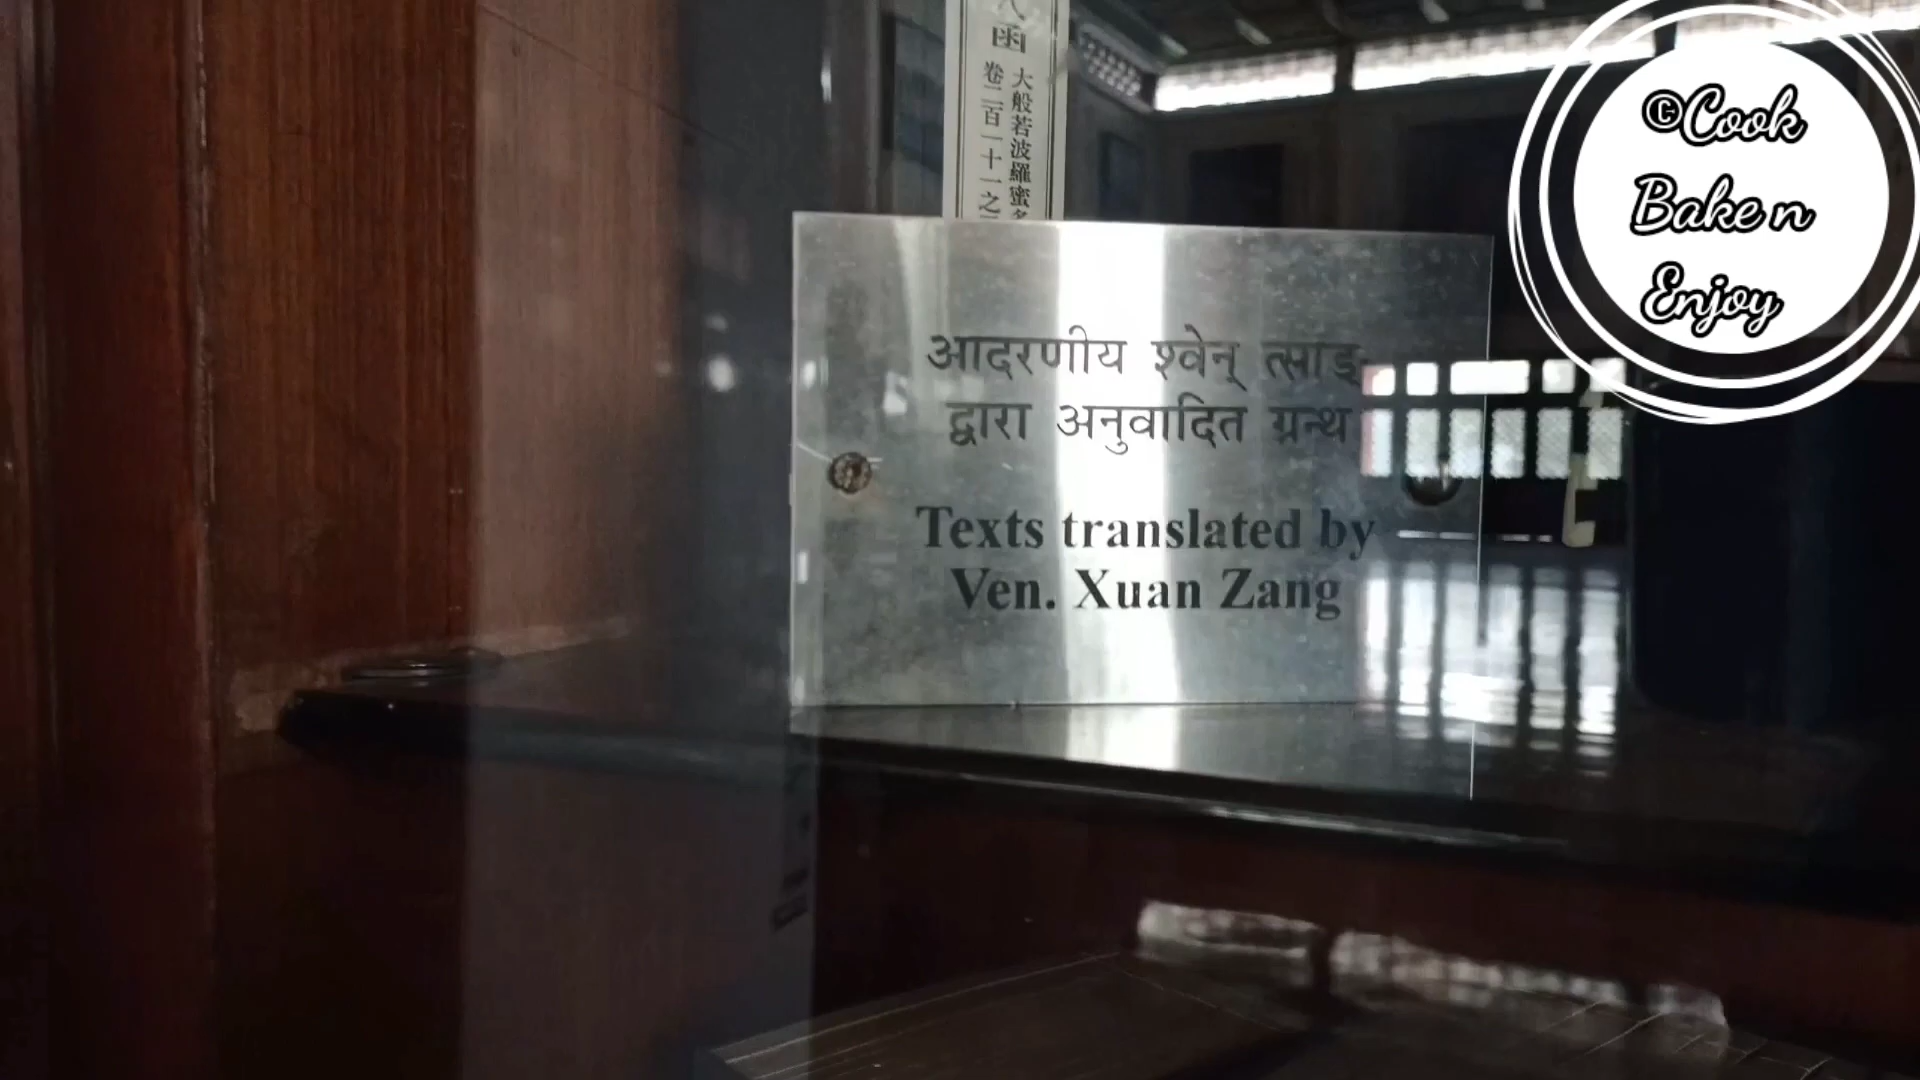 函
大般若波羅蜜多
卷二百一十一之
आदरणीय श्वेन् त्साङ्
द्वारा अनुवादित ग्रन्थ
Texts translated by
Ven. Xuan Zang
©Cook
Bake n
Enjoy